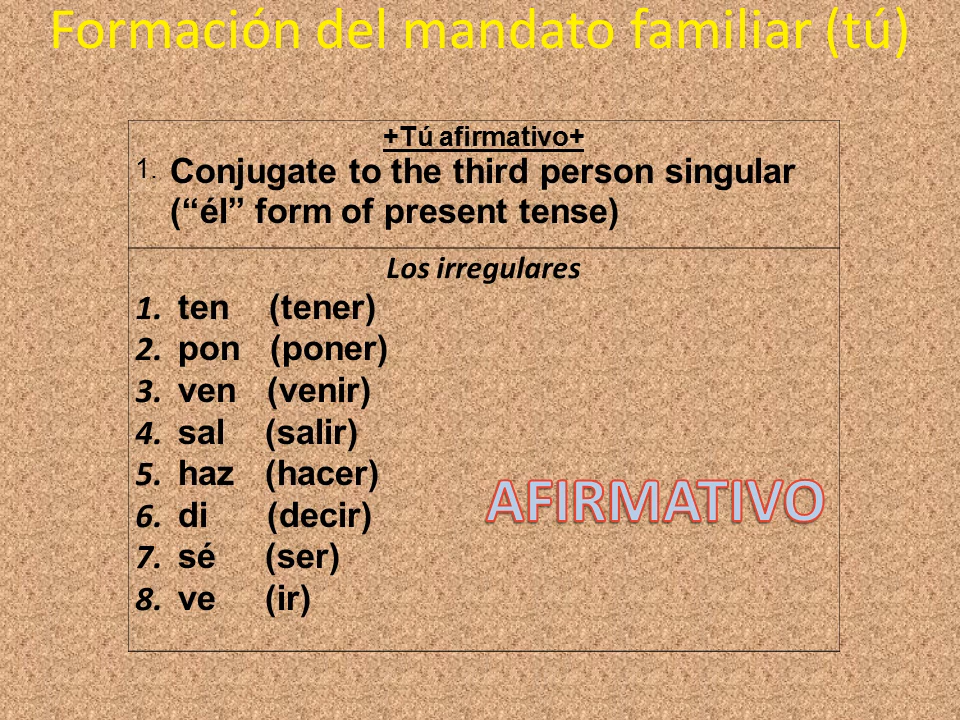 Formación del mandato familiar (tú)
+Tú afirmativo+
1. Conjugate to the third person singular
(“él” form of present tense)
Los irregulares
1. ten (tener)
2. pon (poner)
3. ven (venir)
4. sal (salir)
5. haz (hacer)
6. di (decir)
7. sé (ser)
8. ve (ir)
AFIRMATIVO